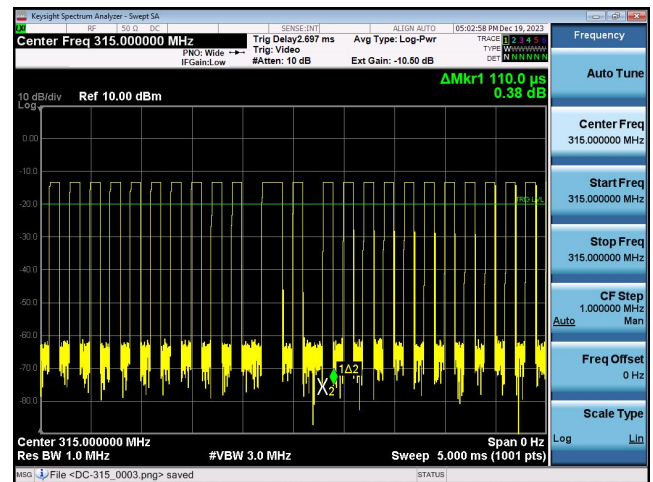 Keysight Spectrum Analyzer - Swept SA
RF 50 Ω DC SENSE:INT ALIGN AUTO 05:02:58 PM Dec 19, 2023
Center Freq 315.000000 MHz
PNO: Wide
IFGain:Low
Trig Delay2.697 ms
Trig: Video
#Atten: 10 dB
Avg Type: Log-Pwr
Ext Gain: -10.50 dB
TRACE 1 2 3 4 5 6
TYPE WWWWWW
DET N N N N N N
ΔMkr1 110.0 µs
0.38 dB
10 dB/div Ref 10.00 dBm
Log
0.00
-10.0
-20.0
TRIG LVL
-30.0
-40.0
-50.0
-60.0
-70.0
-80.0
1Δ2
X2
Center 315.000000 MHz Span 0 Hz
Res BW 1.0 MHz #VBW 3.0 MHz Sweep 5.000 ms (1001 pts)
MSG File <DC-315_0003.png> saved STATUS
Frequency
Auto Tune
Center Freq
315.000000 MHz
Start Freq
315.000000 MHz
Stop Freq
315.000000 MHz
CF Step
1.000000 MHz
Auto Man
Freq Offset
0 Hz
Scale Type
Log Lin